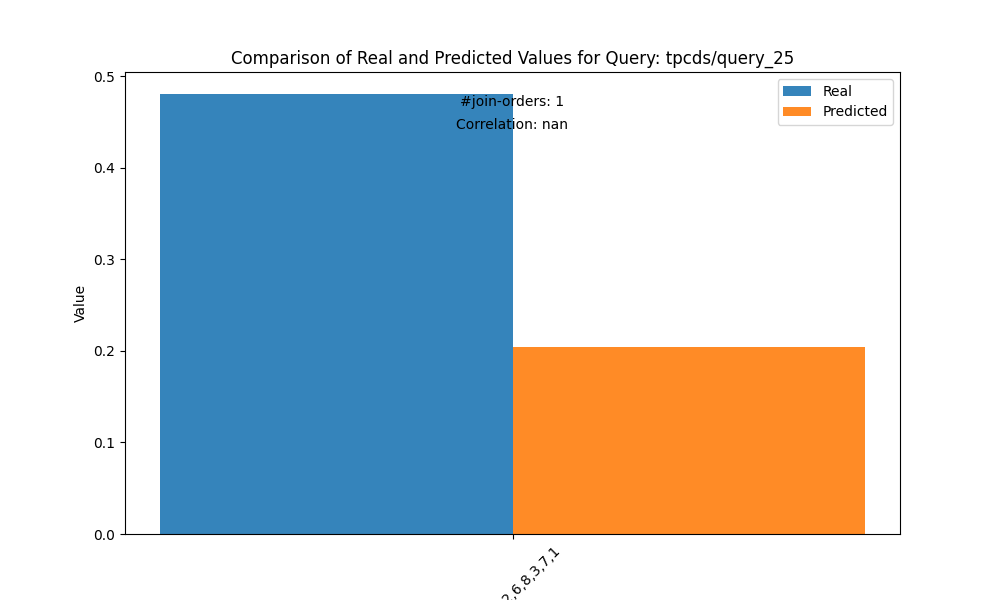 Comparison of Real and Predicted Values for Query: tpcds/query_25
#join-orders: 1
Correlation: nan
Real
Predicted
Value
0.5
0.4
0.3
0.2
0.1
0.0
2,6,8,3,7,1